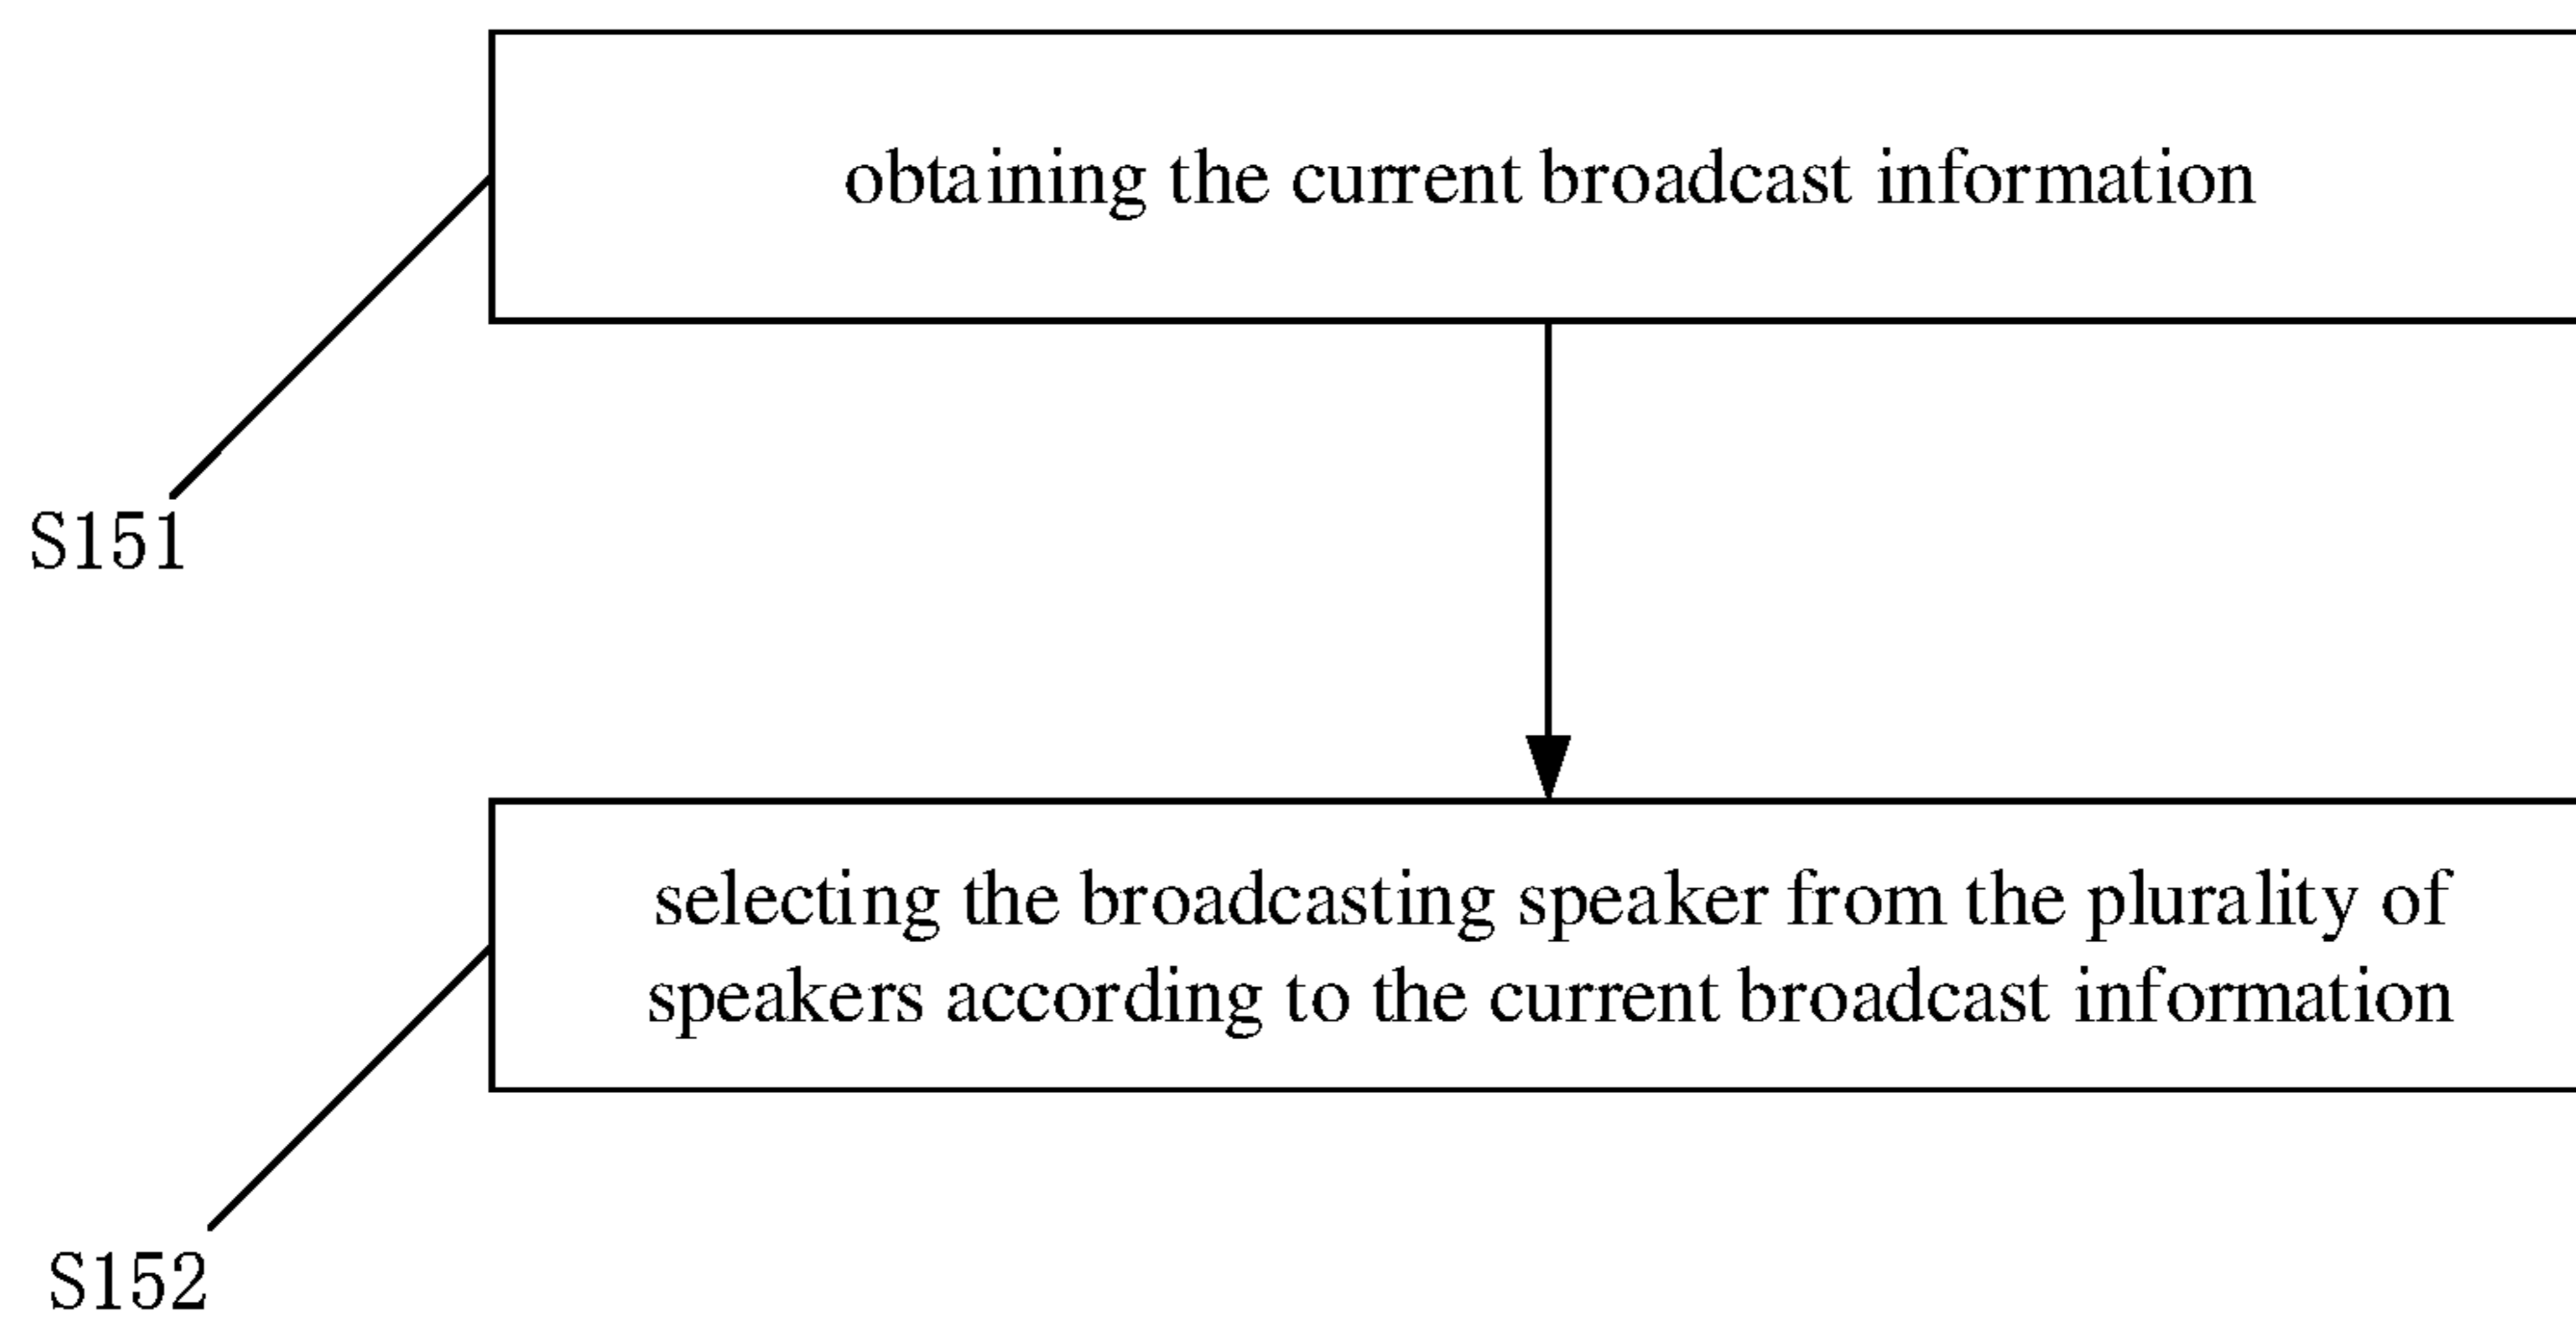 obtaining the current broadcast information
S151
selecting the broadcasting speaker from the plurality of
speakers according to the current broadcast information
S152